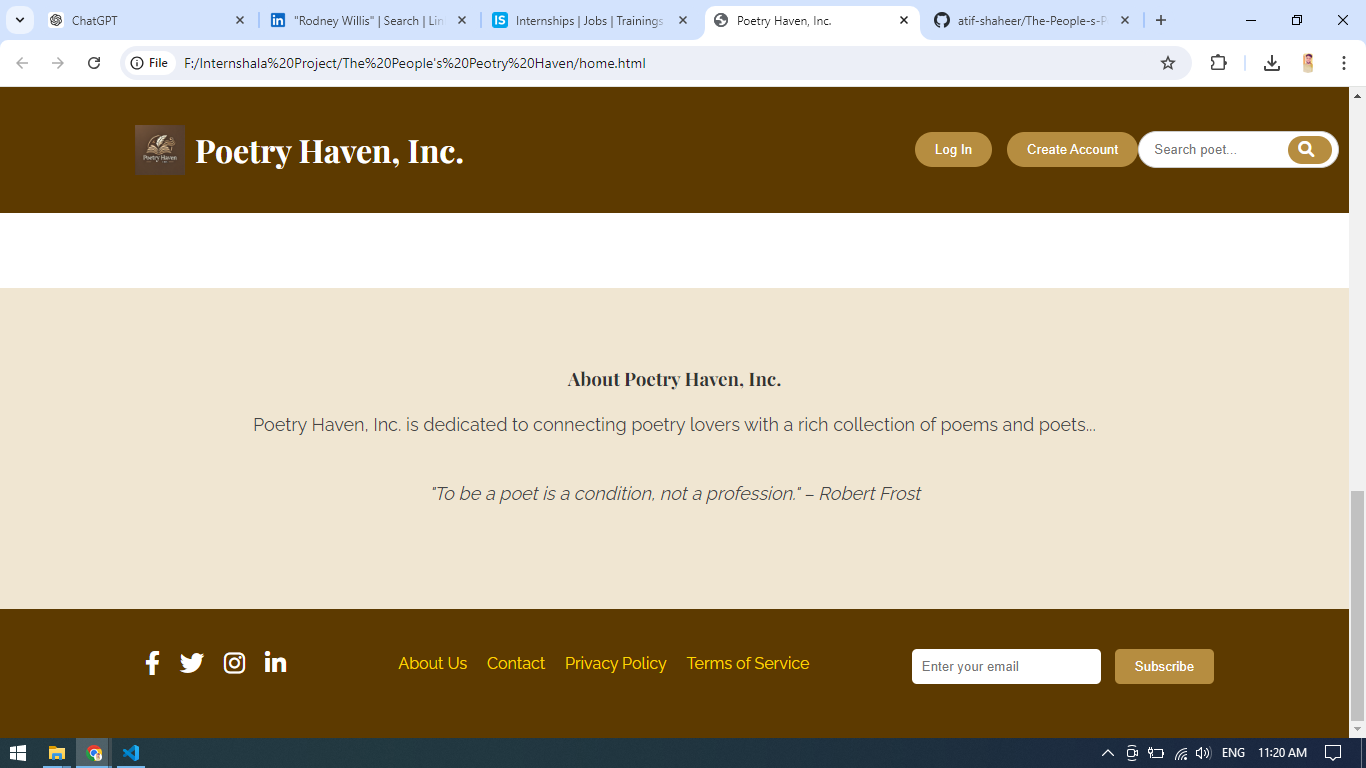 ChatGPT
"Rodney Willis" | Search | Lin
Internships | Jobs | Trainings
Poetry Haven, Inc.
atif-shaheer/The-People-s-P
File
F:/Internshala%20Project/The%20People's%20Peotry%20Haven/home.html
Poetry Haven
Poetry Haven, Inc.
Log In
Create Account
Search poet...
About Poetry Haven, Inc.
Poetry Haven, Inc. is dedicated to connecting poetry lovers with a rich collection of poems and poets...
"To be a poet is a condition, not a profession." – Robert Frost
About Us
Contact
Privacy Policy
Terms of Service
Enter your email
Subscribe
ENG
11:20 AM